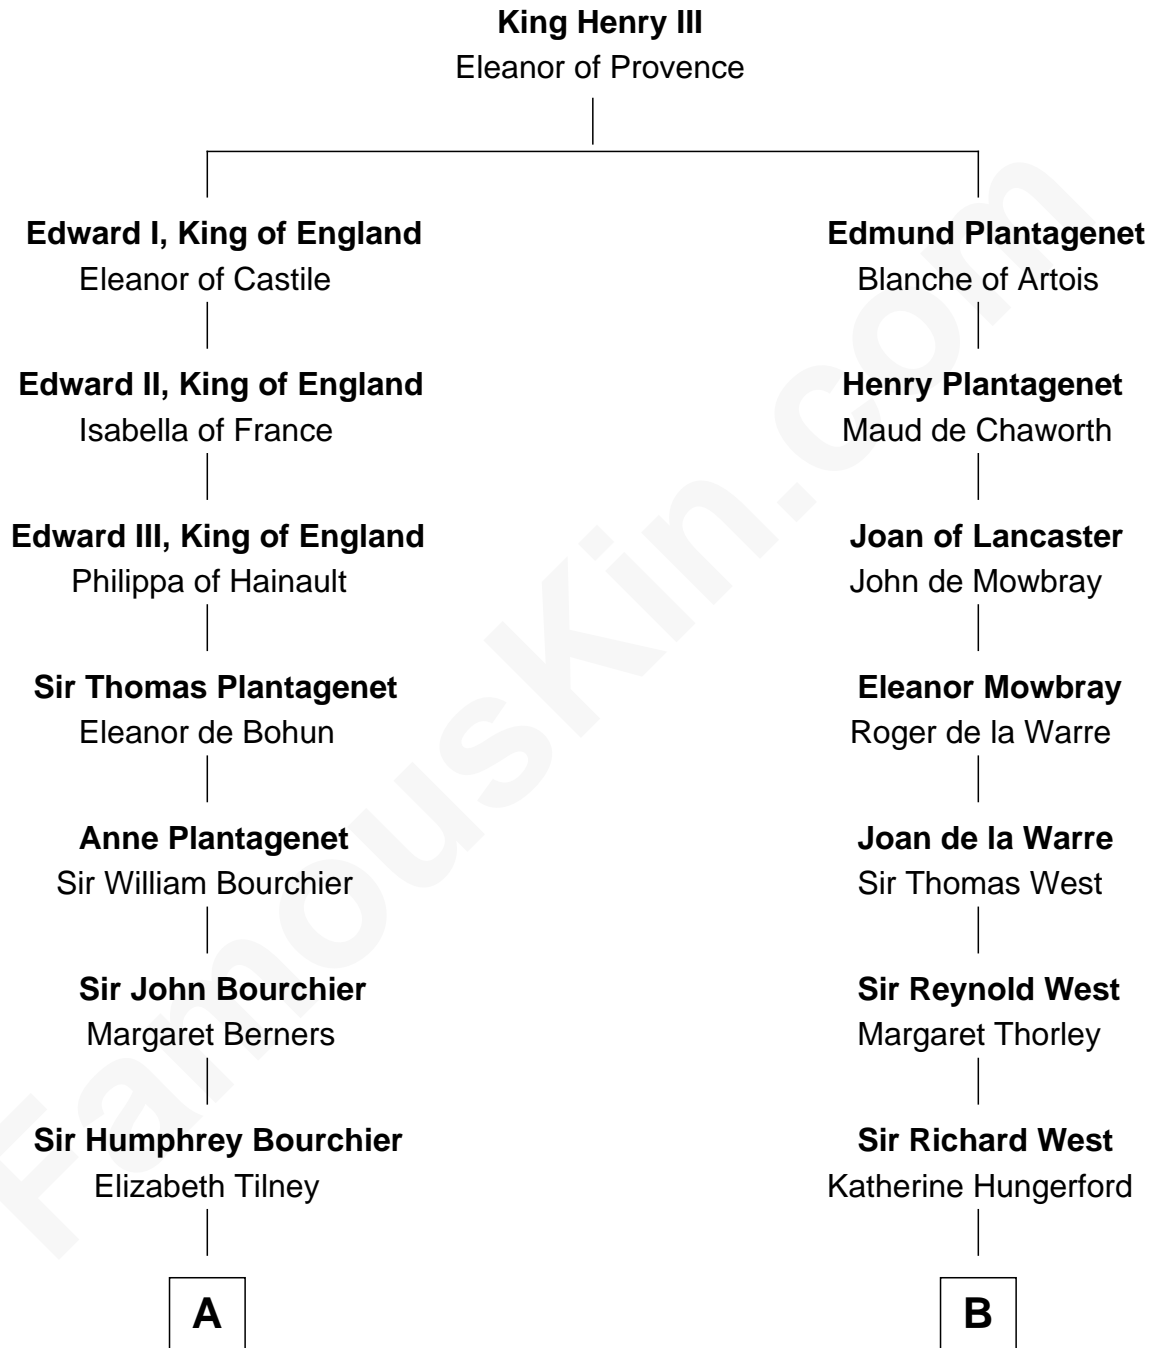 King Henry III
Eleanor of Provence
Edward I, King of England
Eleanor of Castile
Edward II, King of England
Isabella of France
Edward III, King of England
Philippa of Hainault
Sir Thomas Plantagenet
Eleanor de Bohun
Anne Plantagenet
Sir William Bourchier
Sir John Bourchier
Margaret Berners
Sir Humphrey Bourchier
Elizabeth Tilney
A
Edmund Plantagenet
Blanche of Artois
Henry Plantagenet
Maud de Chaworth
Joan of Lancaster
John de Mowbray
Eleanor Mowbray
Roger de la Warre
Joan de la Warre
Sir Thomas West
Sir Reynold West
Margaret Thorley
Sir Richard West
Katherine Hungerford
B
FamousKin.com